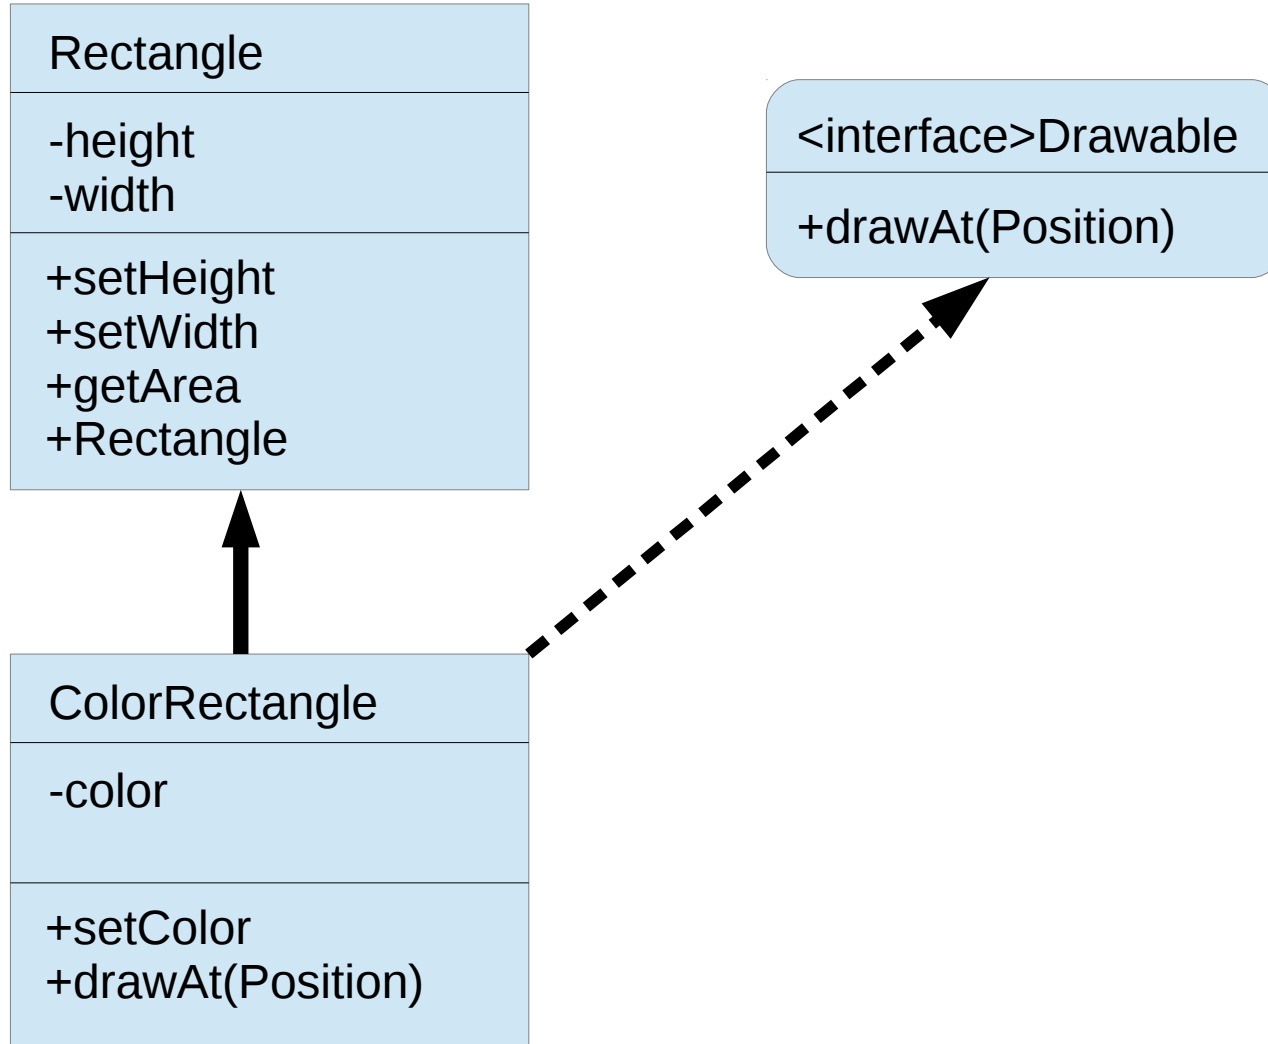 Rectangle
-height
-width
+setHeight
+setWidth
+getArea
+Rectangle
<interface>Drawable
+drawAt(Position)
ColorRectangle
-color
+setColor
+drawAt(Position)